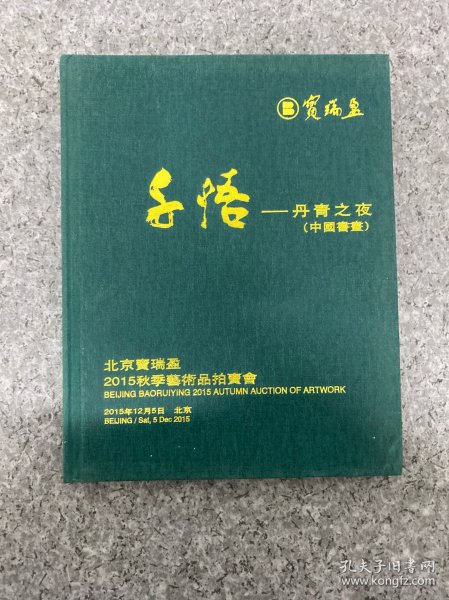 B 寳瑞盈
千悟—丹青之夜
(中國書畫)
北京寳瑞盈
2015秋季藝術品拍賣會
BEIJING BAORUIYING 2015 AUTUMN AUCTION OF ARTWORK
2015年12月5日 北京
BEIJING / Sat, 5 Dec 2015
孔夫子旧书网
www.kongfz.com